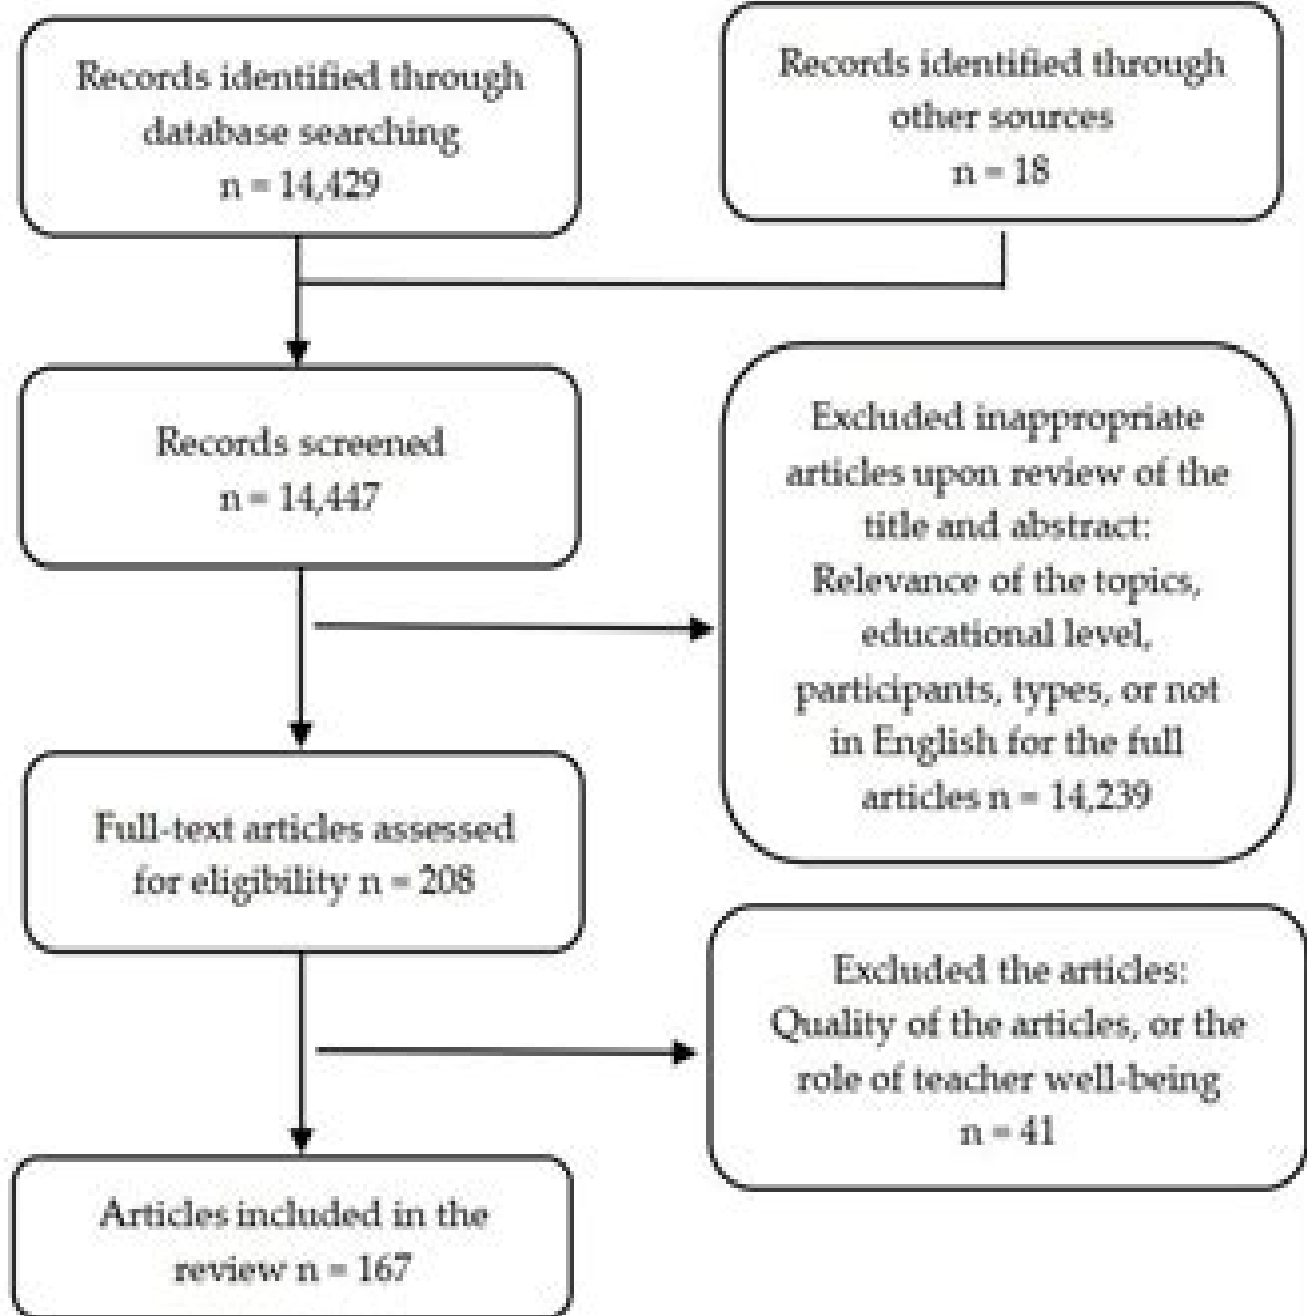 Records identified through
database searching
n = 14,429
Records identified through
other sources
n = 18
Records screened
n = 14,447
Excluded inappropriate
articles upon review of the
title and abstract:
Relevance of the topics,
educational level,
participants, types, or not
in English for the full
articles n = 14,239
Full-text articles assessed
for eligibility n = 208
Excluded the articles:
Quality of the articles, or the
role of teacher well-being
n = 41
Articles included in the
review n = 167